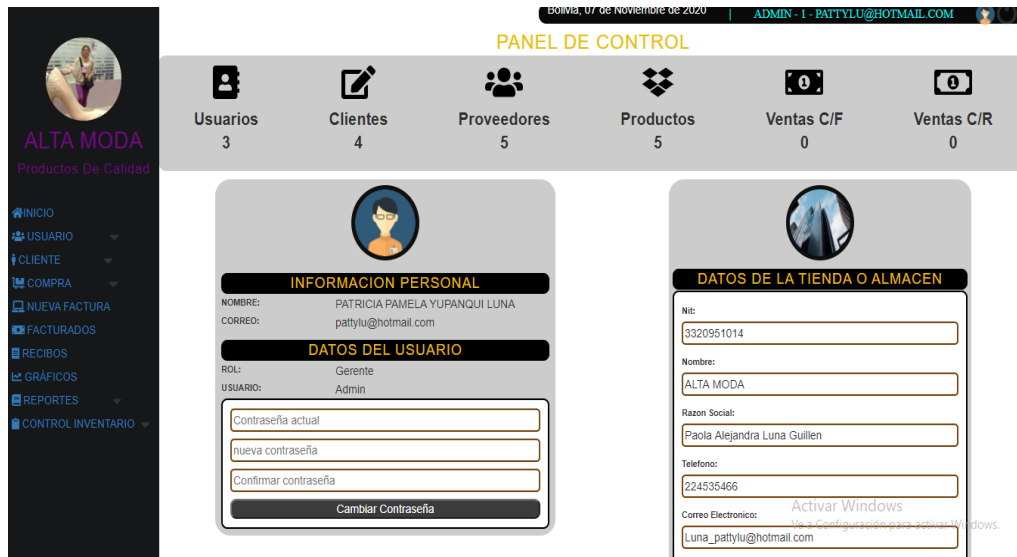 Bolivia, 07 de Noviembre de 2020 | ADMIN - 1 - PATTYLU@HOTMAIL.COM
PANEL DE CONTROL
Usuarios Clientes Proveedores Productos Ventas C/F Ventas C/R
3 4 5 5 0 0
ALTA MODA
Productos De Calidad
INICIO
USUARIO
CLIENTE
COMPRA
NUEVA FACTURA
FACTURADOS
RECIBOS
GRÁFICOS
REPORTES
CONTROL INVENTARIO
INFORMACION PERSONAL
NOMBRE: PATRICIA PAMELA YUPANQUI LUNA
CORREO: pattylu@hotmail.com
DATOS DEL USUARIO
ROL: Gerente
USUARIO: Admin
Contraseña actual
nueva contraseña
Confirmar contraseña
Cambiar Contraseña
DATOS DE LA TIENDA O ALMACEN
Nit:
3320951014
Nombre:
ALTA MODA
Razon Social:
Paola Alejandra Luna Guillen
Telefono:
224535466
Correo Electronico:
Luna_pattylu@hotmail.com
Activar Windows
Ve a Configuración para activar Windows.